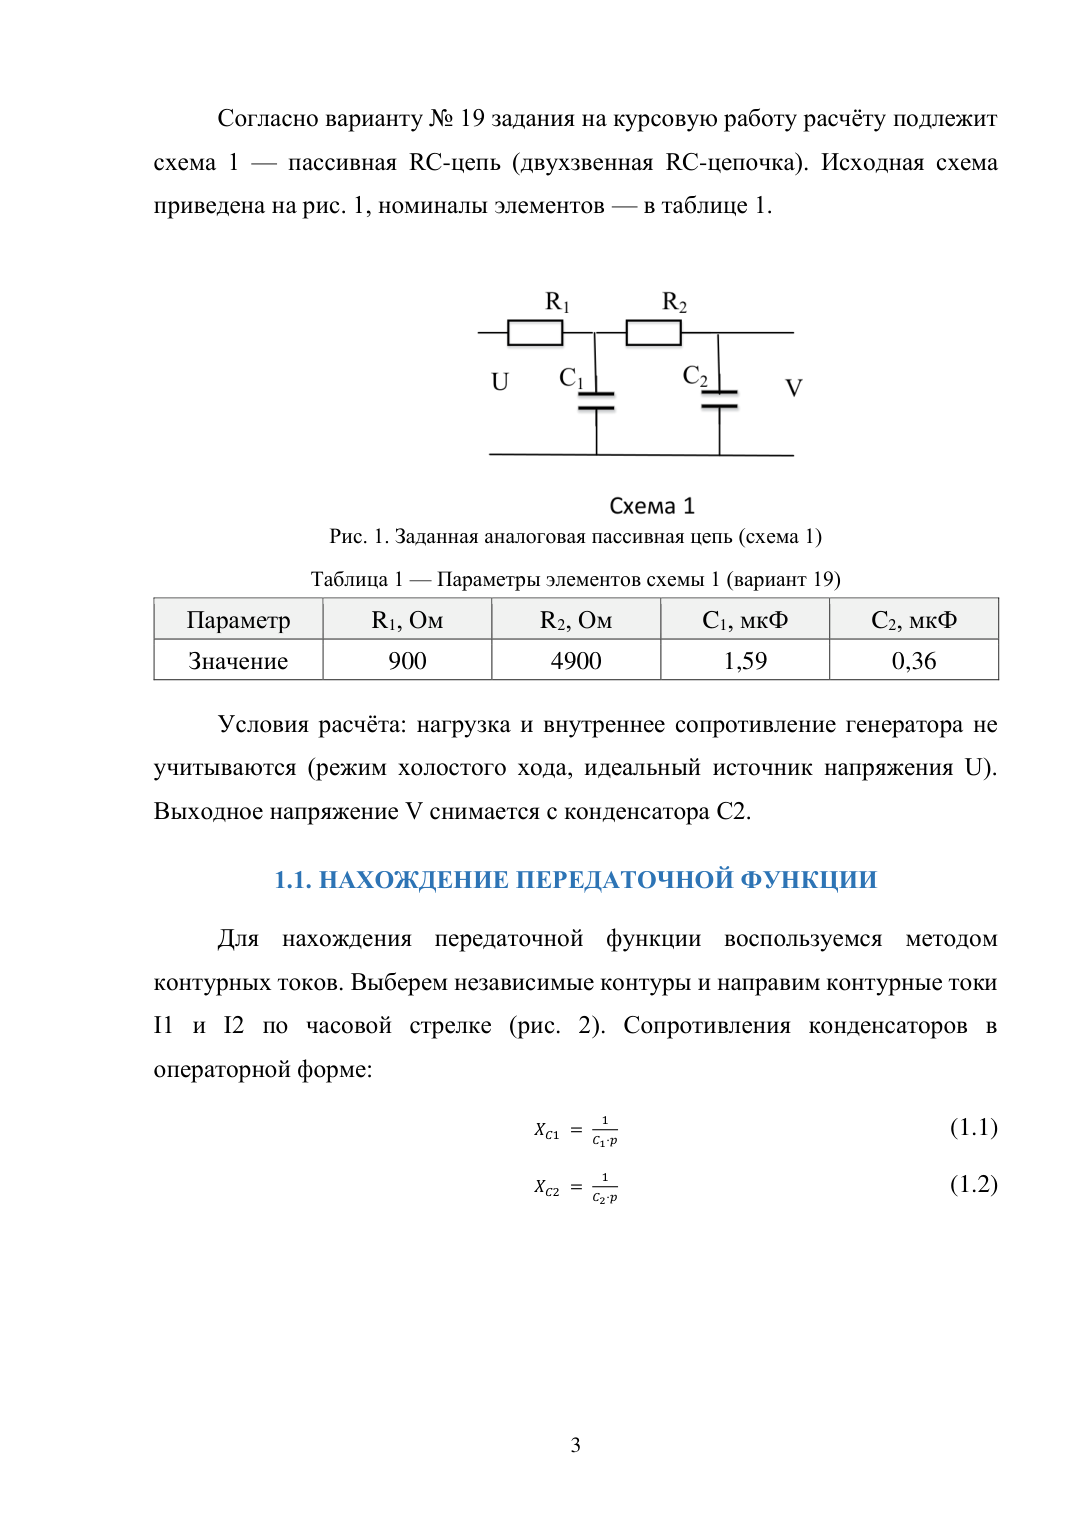 Согласно варианту № 19 задания на курсовую работу расчёту подлежит
схема 1 — пассивная RC-цепь (двухзвенная RC-цепочка). Исходная схема
приведена на рис. 1, номиналы элементов — в таблице 1.
R₁ R₂
U C₁ C₂ V
Схема 1
Рис. 1. Заданная аналоговая пассивная цепь (схема 1)
Таблица 1 — Параметры элементов схемы 1 (вариант 19)
Параметр R₁, Ом R₂, Ом C₁, мкФ C₂, мкФ
Значение 900 4900 1,59 0,36
Условия расчёта: нагрузка и внутреннее сопротивление генератора не
учитываются (режим холостого хода, идеальный источник напряжения U).
Выходное напряжение V снимается с конденсатора C2.
1.1. НАХОЖДЕНИЕ ПЕРЕДАТОЧНОЙ ФУНКЦИИ
Для нахождения передаточной функции воспользуемся методом
контурных токов. Выберем независимые контуры и направим контурные токи
I1 и I2 по часовой стрелке (рис. 2). Сопротивления конденсаторов в
операторной форме:
X_{C1} = 1/(C₁·p) (1.1)
X_{C2} = 1/(C₂·p) (1.2)
3